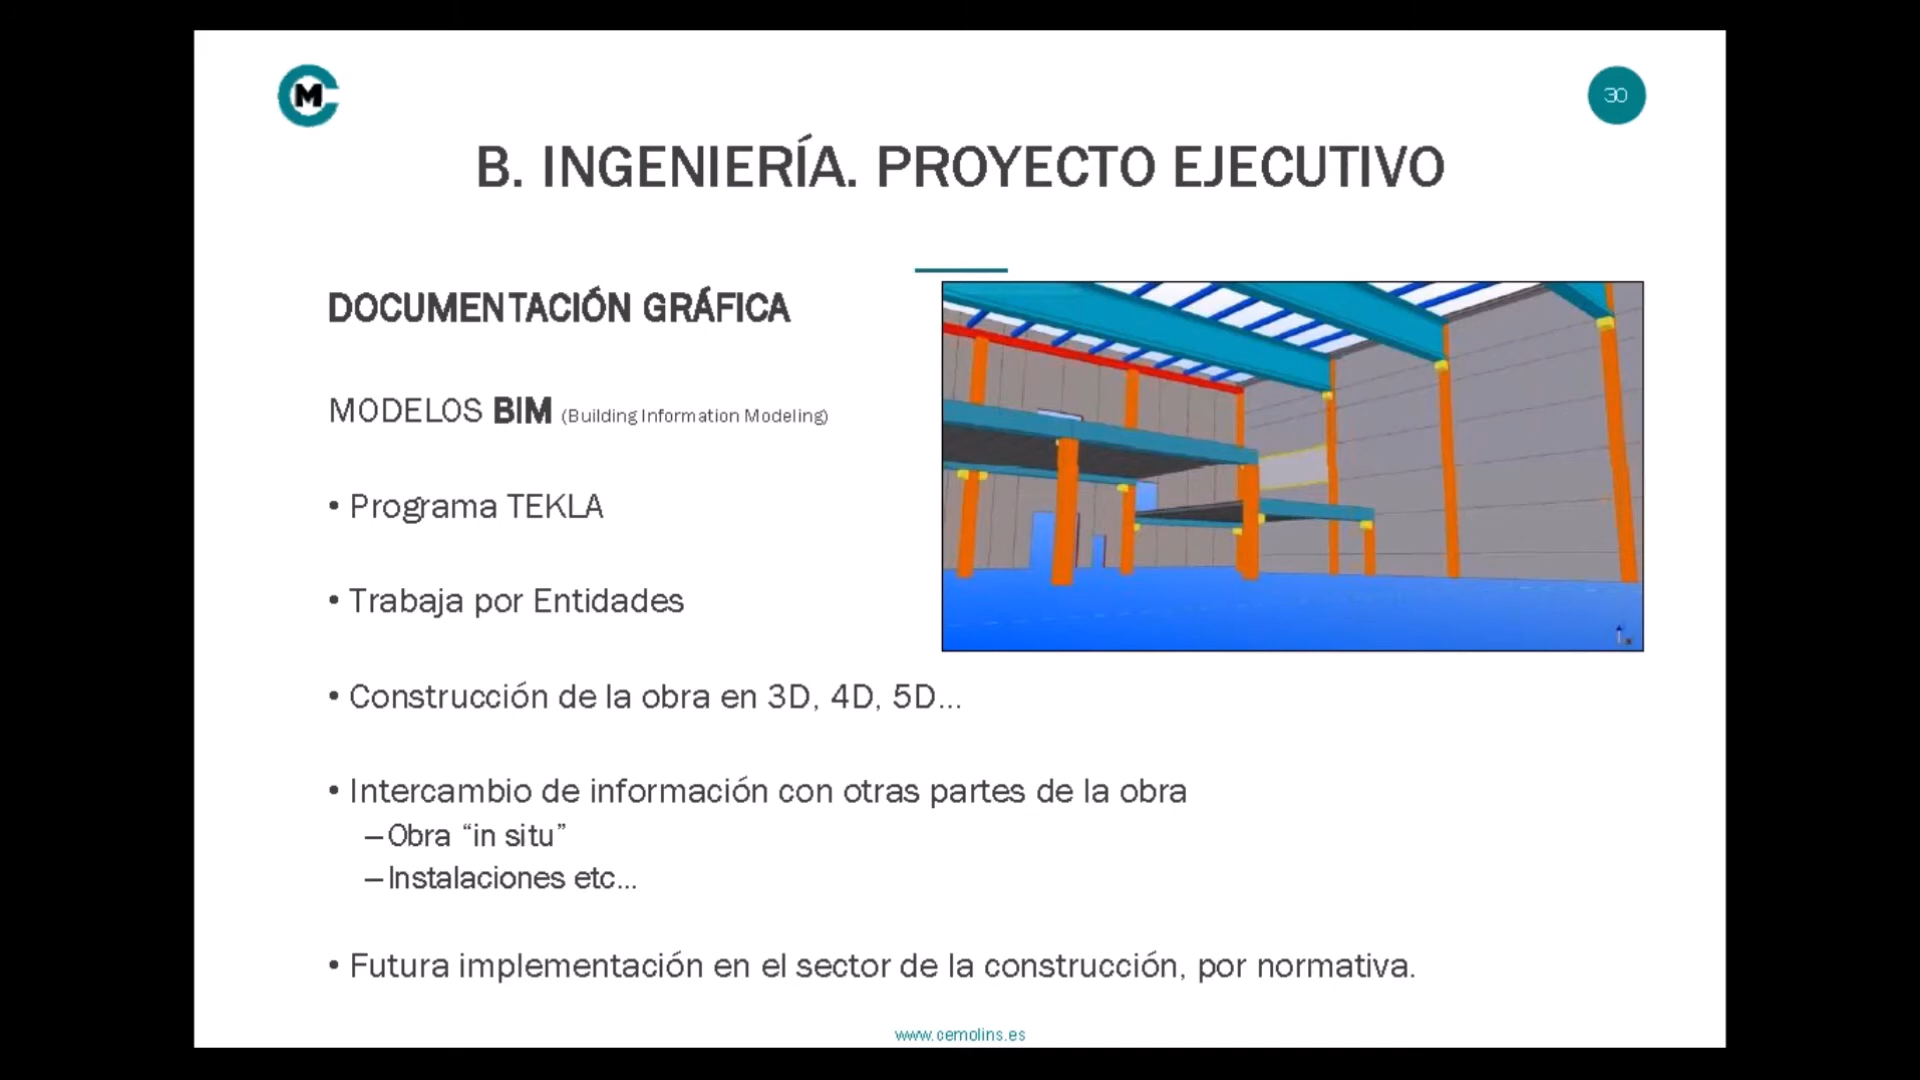 CM
30
B. INGENIERÍA. PROYECTO EJECUTIVO
DOCUMENTACIÓN GRÁFICA
MODELOS BIM (Building Information Modeling)
• Programa TEKLA
• Trabaja por Entidades
• Construcción de la obra en 3D, 4D, 5D...
• Intercambio de información con otras partes de la obra
–Obra “in situ”
–Instalaciones etc...
• Futura implementación en el sector de la construcción, por normativa.
www.cemolins.es